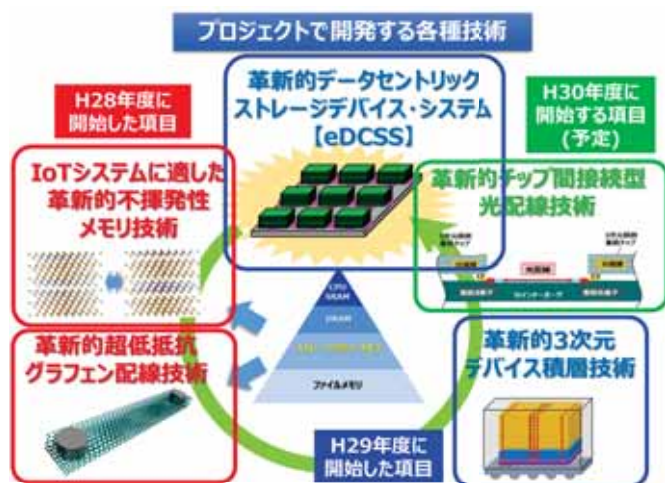 プロジェクトで開発する各種技術
H28年度に
開始した項目
革新的データセントリック
ストレージデバイス・システム
【eDCSS】
H30年度に
開始する項目
(予定)
IoTシステムに適した
革新的不揮発性
メモリ技術
革新的チップ間接続型
光配線技術
光配線
CPU
SRAM
DRAM
ファイルメモリ
革新的超低抵抗
グラフェン配線技術
革新的3次元
デバイス積層技術
H29年度に
開始した項目